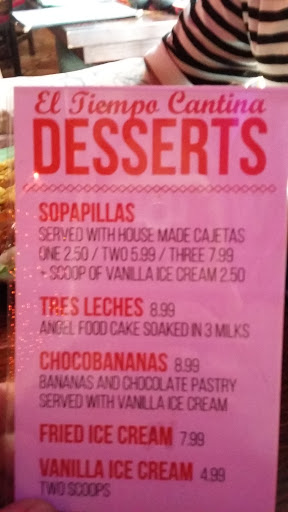 El Tiempo Cantina
DESSERTS
SOPAPILLAS
SERVED WITH HOUSE MADE CAJETAS
ONE 2.50 / TWO 5.99 / THREE 7.99
+ SCOOP OF VANILLA ICE CREAM 2.50
TRES LECHES 8.99
ANGEL FOOD CAKE SOAKED IN 3 MILKS
CHOCOBANANAS 8.99
BANANAS AND CHOCOLATE PASTRY
SERVED WITH VANILLA ICE CREAM
FRIED ICE CREAM 7.99
VANILLA ICE CREAM 4.99
TWO SCOOPS